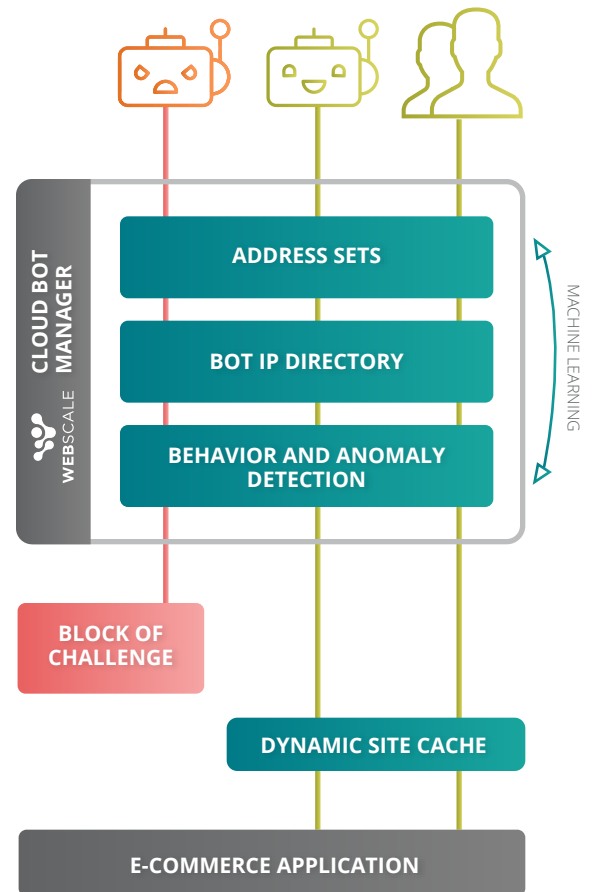 CLOUD BOT
MANAGER
WEBSCALE
ADDRESS SETS
BOT IP DIRECTORY
BEHAVIOR AND ANOMALY
DETECTION
MACHINE LEARNING
BLOCK OF
CHALLENGE
DYNAMIC SITE CACHE
E-COMMERCE APPLICATION